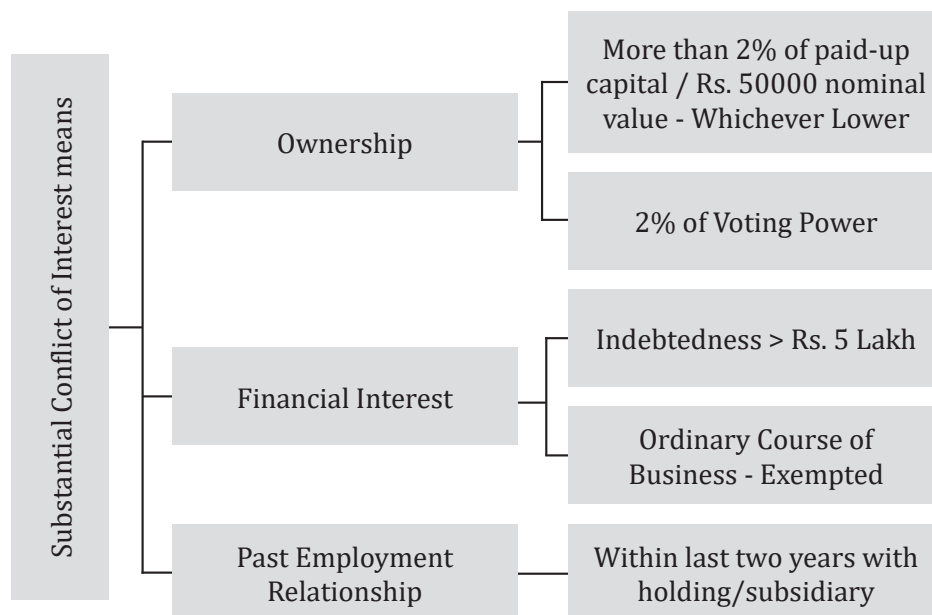 Substantial Conflict of Interest means
Ownership
More than 2% of paid-up
capital / Rs. 50000 nominal
value - Whichever Lower
2% of Voting Power
Financial Interest
Indebtedness > Rs. 5 Lakh
Ordinary Course of
Business - Exempted
Past Employment
Relationship
Within last two years with
holding/subsidiary